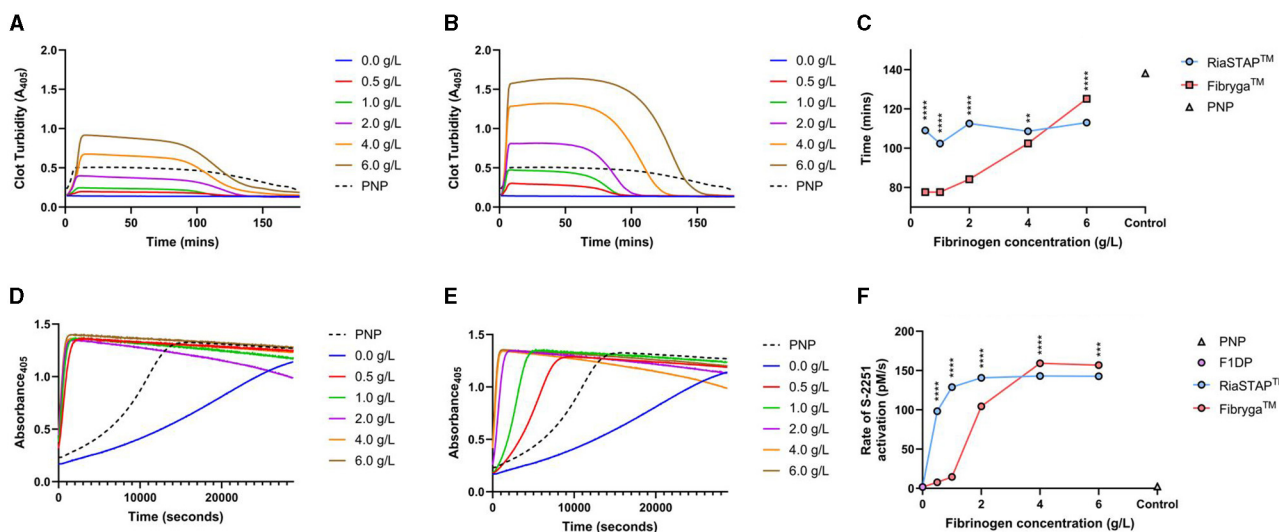 A
Clot Turbidity (A405)
2.0
1.5
1.0
0.5
0.0
0
50
100
150
Time (mins)
0.0 g/L
0.5 g/L
1.0 g/L
2.0 g/L
4.0 g/L
6.0 g/L
PNP
B
Clot Turbidity (A405)
2.0
1.5
1.0
0.5
0.0
0
50
100
150
Time (mins)
0.0 g/L
0.5 g/L
1.0 g/L
2.0 g/L
4.0 g/L
6.0 g/L
PNP
C
Time (mins)
140
120
100
80
****
****
****
**
****
0
2
4
6
Control
Fibrinogen concentration (g/L)
RiaSTAP™
Fibryga™
PNP
D
Absorbance405
1.5
1.0
0.5
0.0
0
10000
20000
Time (seconds)
PNP
0.0 g/L
0.5 g/L
1.0 g/L
2.0 g/L
4.0 g/L
6.0 g/L
E
Absorbance405
1.5
1.0
0.5
0.0
0
10000
20000
Time (seconds)
PNP
0.0 g/L
0.5 g/L
1.0 g/L
2.0 g/L
4.0 g/L
6.0 g/L
F
Rate of S-2251
activation (pM/s)
200
150
100
50
0
****
****
****
****
***
0
2
4
6
Control
Fibrinogen concentration (g/L)
PNP
F1DP
RiaSTAP™
Fibryga™